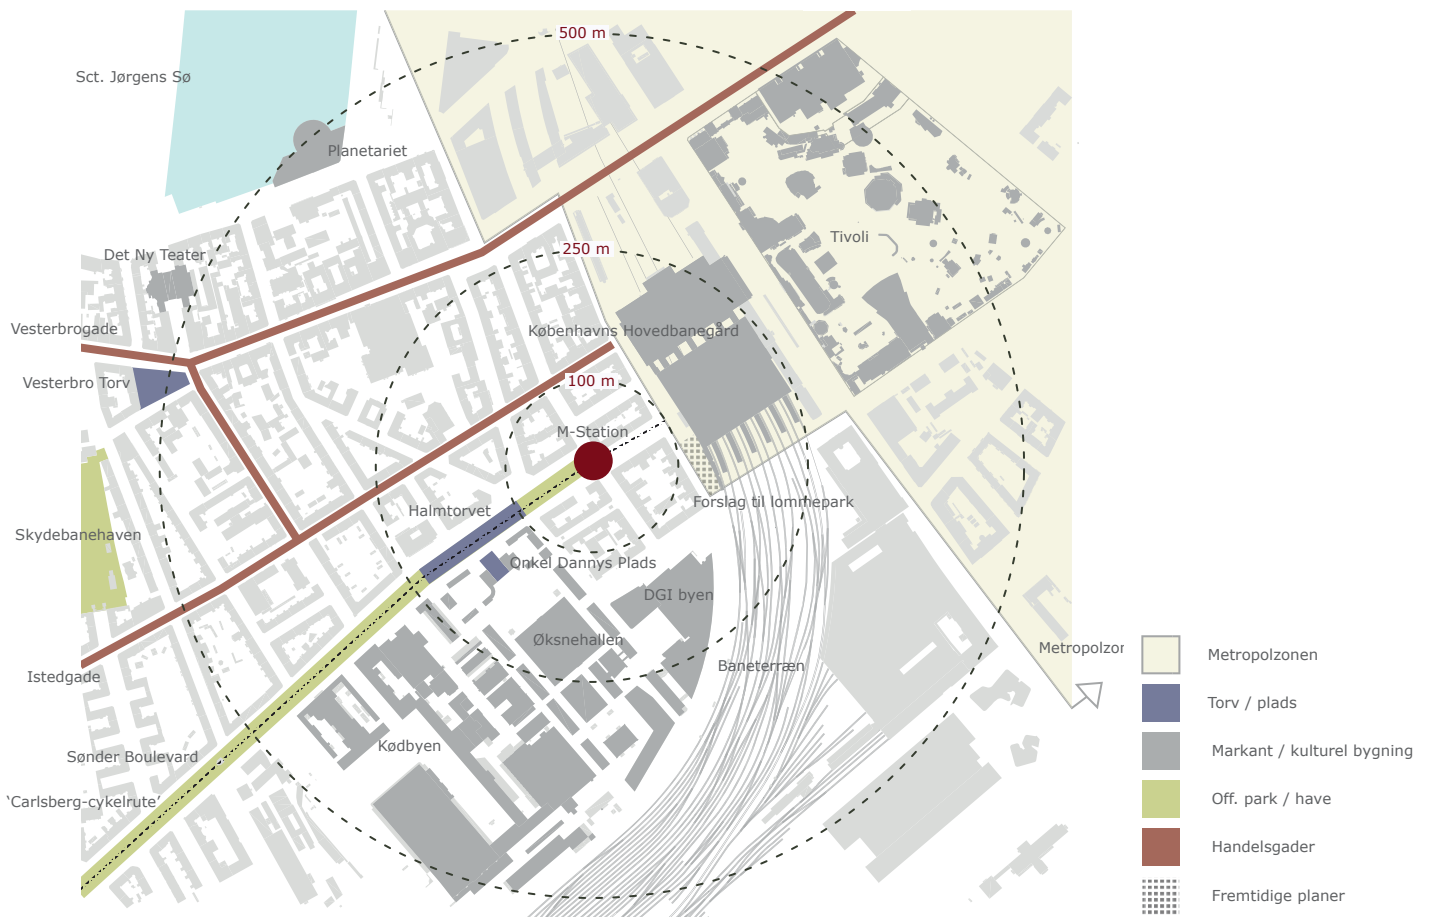 500 m
Sct. Jørgens Sø
Planetariet
Tivoli
250 m
Det Ny Teater
Vesterbrogade
Københavns Hovedbanegård
Vesterbro Torv
100 m
M-Station
Forslag til lommepark
Halmtorvet
Skydebanehaven
Onkel Dannys Plads
DGI byen
Øksnehallen
Metropolzor
Baneterræn
Istedgade
Kødbyen
Sønder Boulevard
'Carlsberg-cykelrute'
Metropolzonen
Torv / plads
Markant / kulturel bygning
Off. park / have
Handelsgader
Fremtidige planer